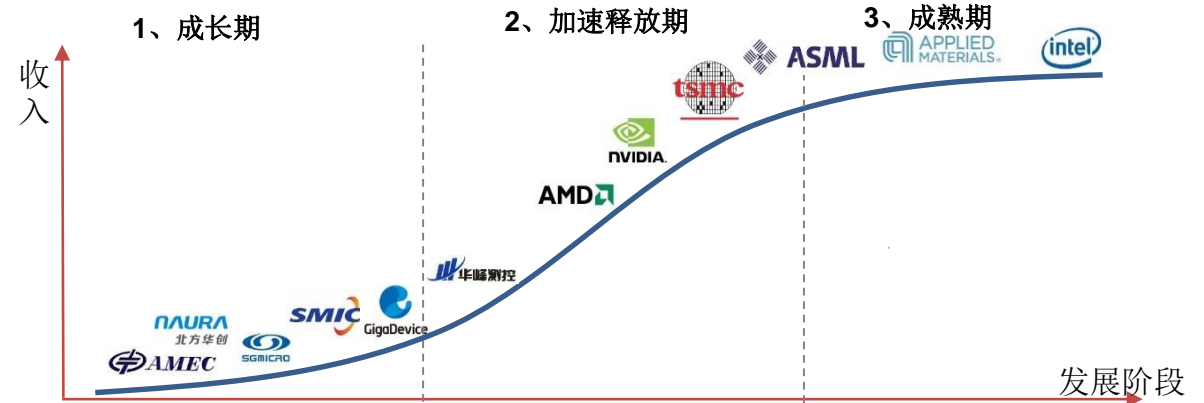 1、成长期
2、加速释放期
3、成熟期
收
入
ASML
APPLIED
MATERIALS®
intel
tsmc
NVIDIA.
AMD
华峰测控
NAURA
北方华创
SMIC
GigaDevice
SGMICRO
AMEC
发展阶段